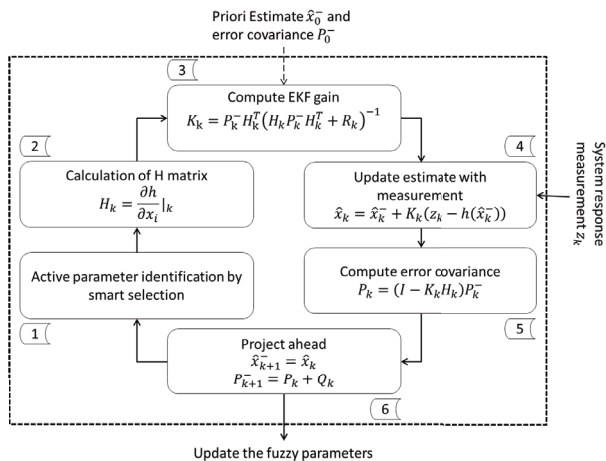 Priori Estimate x̂₀⁻ and
error covariance P₀⁻
3
Compute EKF gain
Kₖ = Pₖ⁻Hₖᵀ(HₖPₖ⁻Hₖᵀ + Rₖ)⁻¹
2
Calculation of H matrix
Hₖ = ∂h/∂xᵢ |ₖ
4
Update estimate with
measurement
x̂ₖ = x̂ₖ⁻ + Kₖ(zₖ − h(x̂ₖ⁻))
System response
measurement zₖ
Active parameter identification by
smart selection
1
Compute error covariance
Pₖ = (I − KₖHₖ)Pₖ⁻
5
Project ahead
x̂ₖ₊₁⁻ = x̂ₖ
Pₖ₊₁⁻ = Pₖ + Qₖ
6
Update the fuzzy parameters